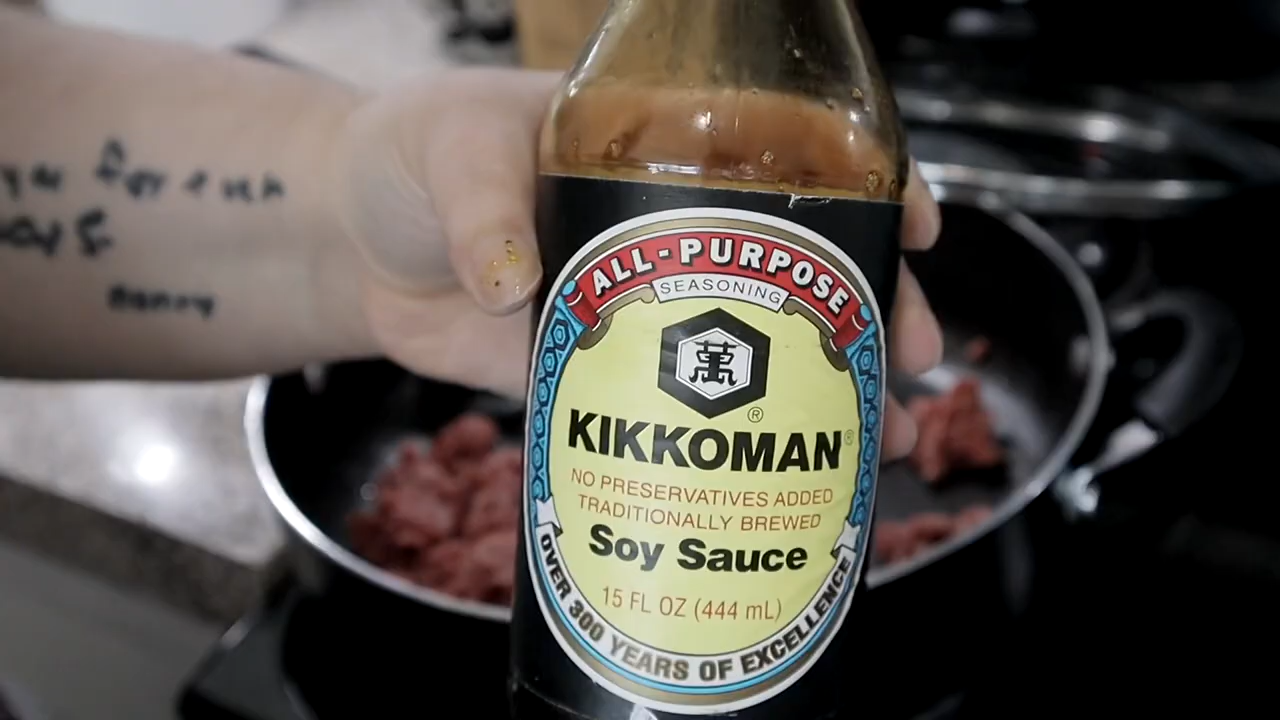 forever
ALL-PURPOSE
SEASONING
萬
®
KIKKOMAN®
NO PRESERVATIVES ADDED
TRADITIONALLY BREWED
Soy Sauce
15 FL OZ (444 mL)
OVER 300 YEARS OF EXCELLENCE